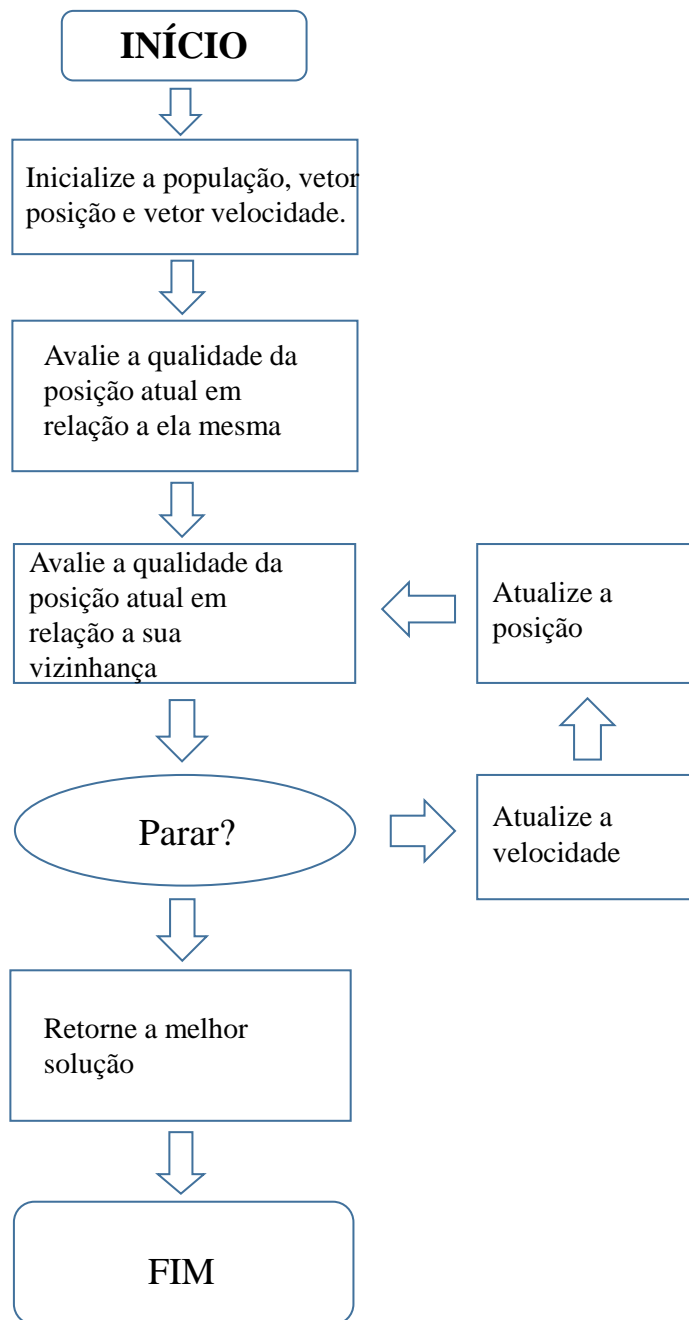 INÍCIO
Inicialize a população, vetor
posição e vetor velocidade.
Avalie a qualidade da
posição atual em
relação a ela mesma
Avalie a qualidade da
posição atual em
relação a sua
vizinhança
Atualize a
posição
Parar?
Atualize a
velocidade
Retorne a melhor
solução
FIM